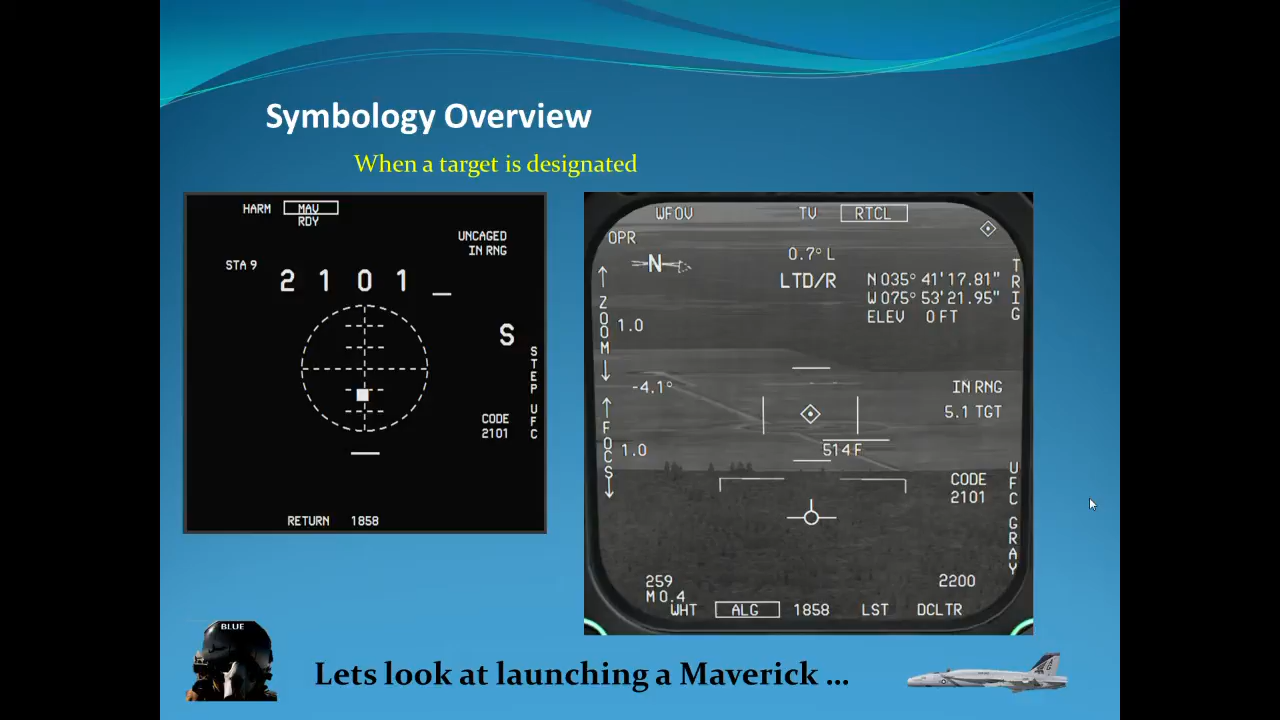 Symbology Overview
When a target is designated
HARM MAV
RDY
UNCAGED
IN RNG
STA 9
2 1 0 1 _
S
STEP
UFC
CODE
2101
RETURN 1858
WFOV TV RTCL
OPR
N
0.7° L
LTD/R
N 035° 41' 17.81"
W 075° 53' 21.95"
ELEV 0 FT
TRIG
ZOOM 1.0
-4.1°
IN RNG
5.1 TGT
FOCS 1.0
514 F
CODE
2101
UFC
GRAY
259
M 0.4
2200
WHT ALG 1858 LST DCLTR
BLUE
Lets look at launching a Maverick ...